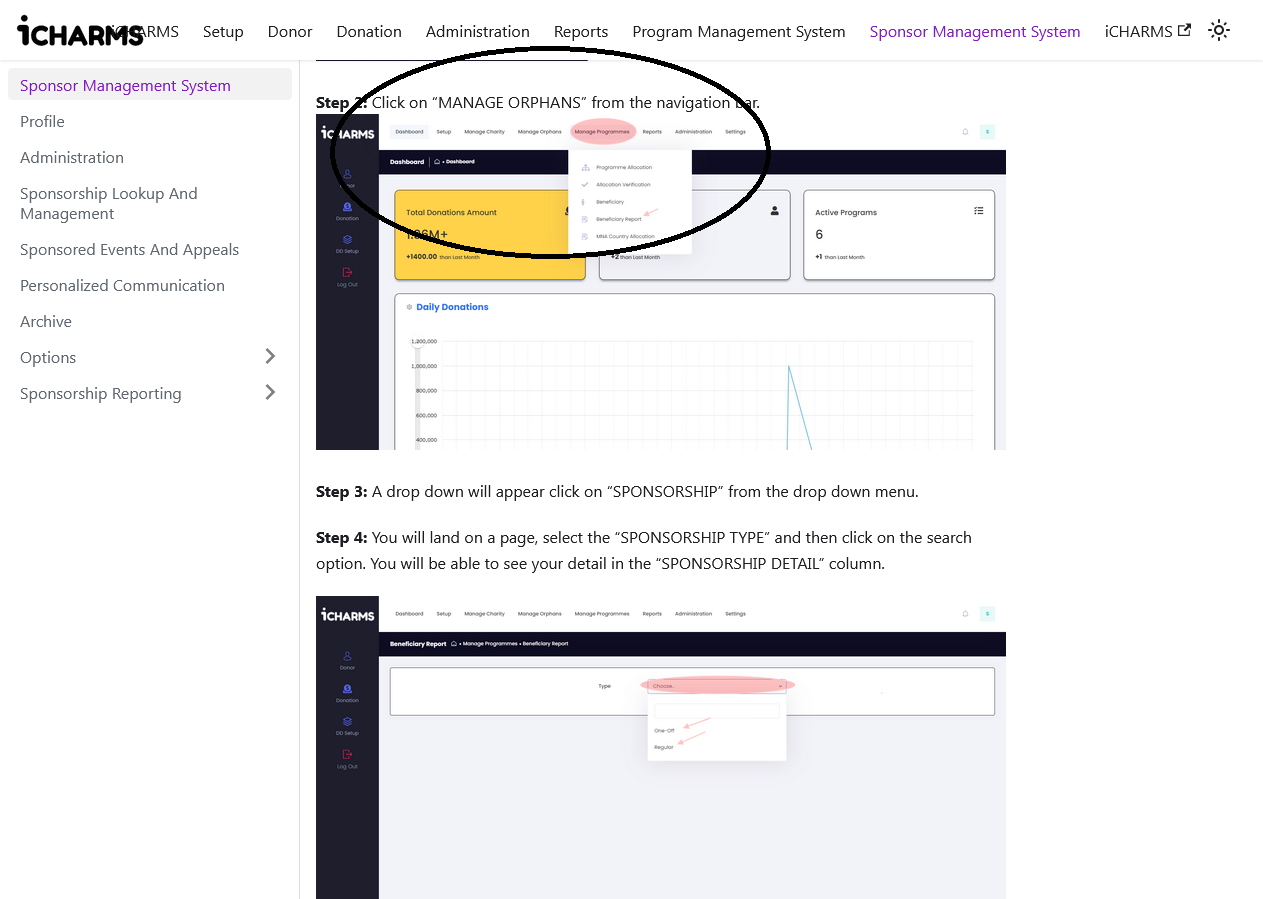 iCHARMS
iCHARMS Setup Donor Donation Administration Reports Program Management System Sponsor Management System iCHARMS
Sponsor Management System
Profile
Administration
Sponsorship Lookup And
Management
Sponsored Events And Appeals
Personalized Communication
Archive
Options
Sponsorship Reporting
Step 2: Click on “MANAGE ORPHANS” from the navigation bar.
iCHARMS
Dashboard Setup Manage Charity Manage Orphans Manage Programmes Reports Administration Settings
S
Dashboard Dashboard
Donor
Donation
DD Setup
Log Out
Programme Allocation
Allocation Verification
Beneficiary
Beneficiary Report
MNA Country Allocation
Total Donations Amount
+1400.00 than Last Month
+2 than Last Month
Active Programs
6
+1 than Last Month
Daily Donations
1,200,000
1,000,000
800,000
600,000
400,000
Step 3: A drop down will appear click on “SPONSORSHIP” from the drop down menu.
Step 4: You will land on a page, select the “SPONSORSHIP TYPE” and then click on the search
option. You will be able to see your detail in the “SPONSORSHIP DETAIL” column.
iCHARMS
Dashboard Setup Manage Charity Manage Orphans Manage Programmes Reports Administration Settings
S
Beneficiary Report • Manage Programmes • Beneficiary Report
Donor
Donation
DD Setup
Log Out
Type Choose..
One-Off
Regular